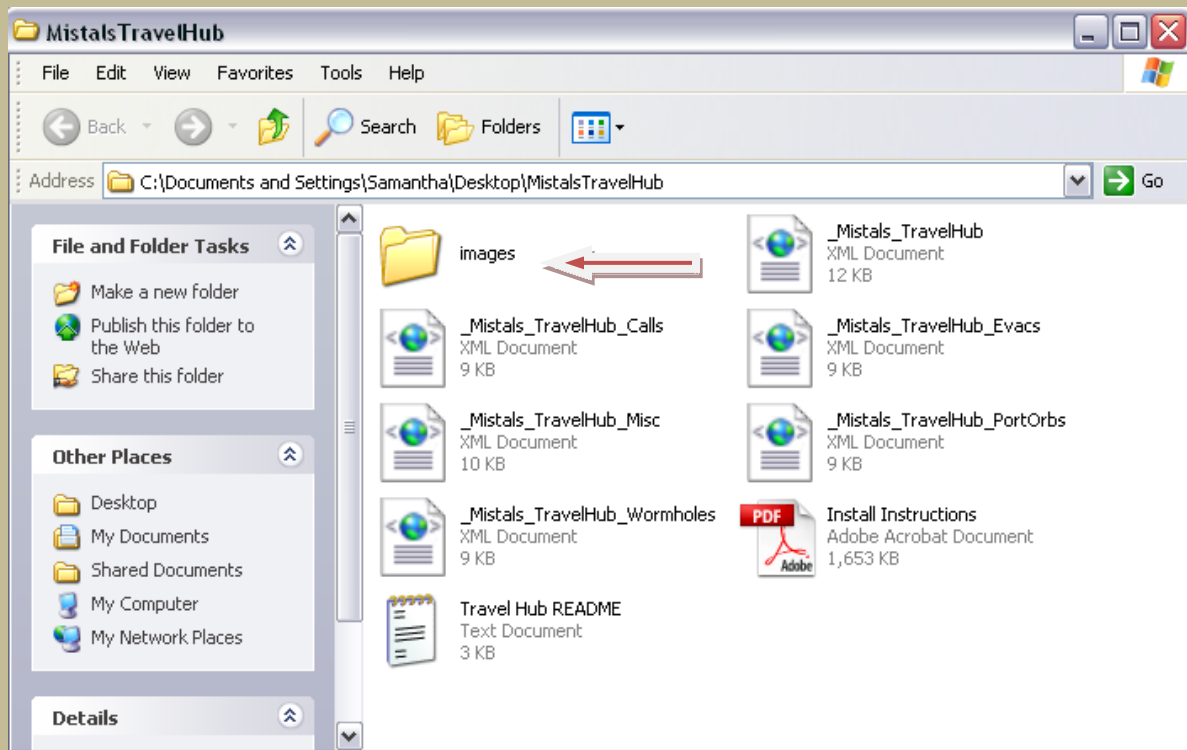 MistalsTravelHub
File Edit View Favorites Tools Help
Back Search Folders
Address C:\Documents and Settings\Samantha\Desktop\MistalsTravelHub Go
File and Folder Tasks
Make a new folder
Publish this folder to
the Web
Share this folder
Other Places
Desktop
My Documents
Shared Documents
My Computer
My Network Places
Details
images
_Mistals_TravelHub
XML Document
12 KB
_Mistals_TravelHub_Calls
XML Document
9 KB
_Mistals_TravelHub_Evacs
XML Document
9 KB
_Mistals_TravelHub_Misc
XML Document
10 KB
_Mistals_TravelHub_PortOrbs
XML Document
9 KB
_Mistals_TravelHub_Wormholes
XML Document
9 KB
PDF
Adobe
Install Instructions
Adobe Acrobat Document
1,653 KB
Travel Hub README
Text Document
3 KB